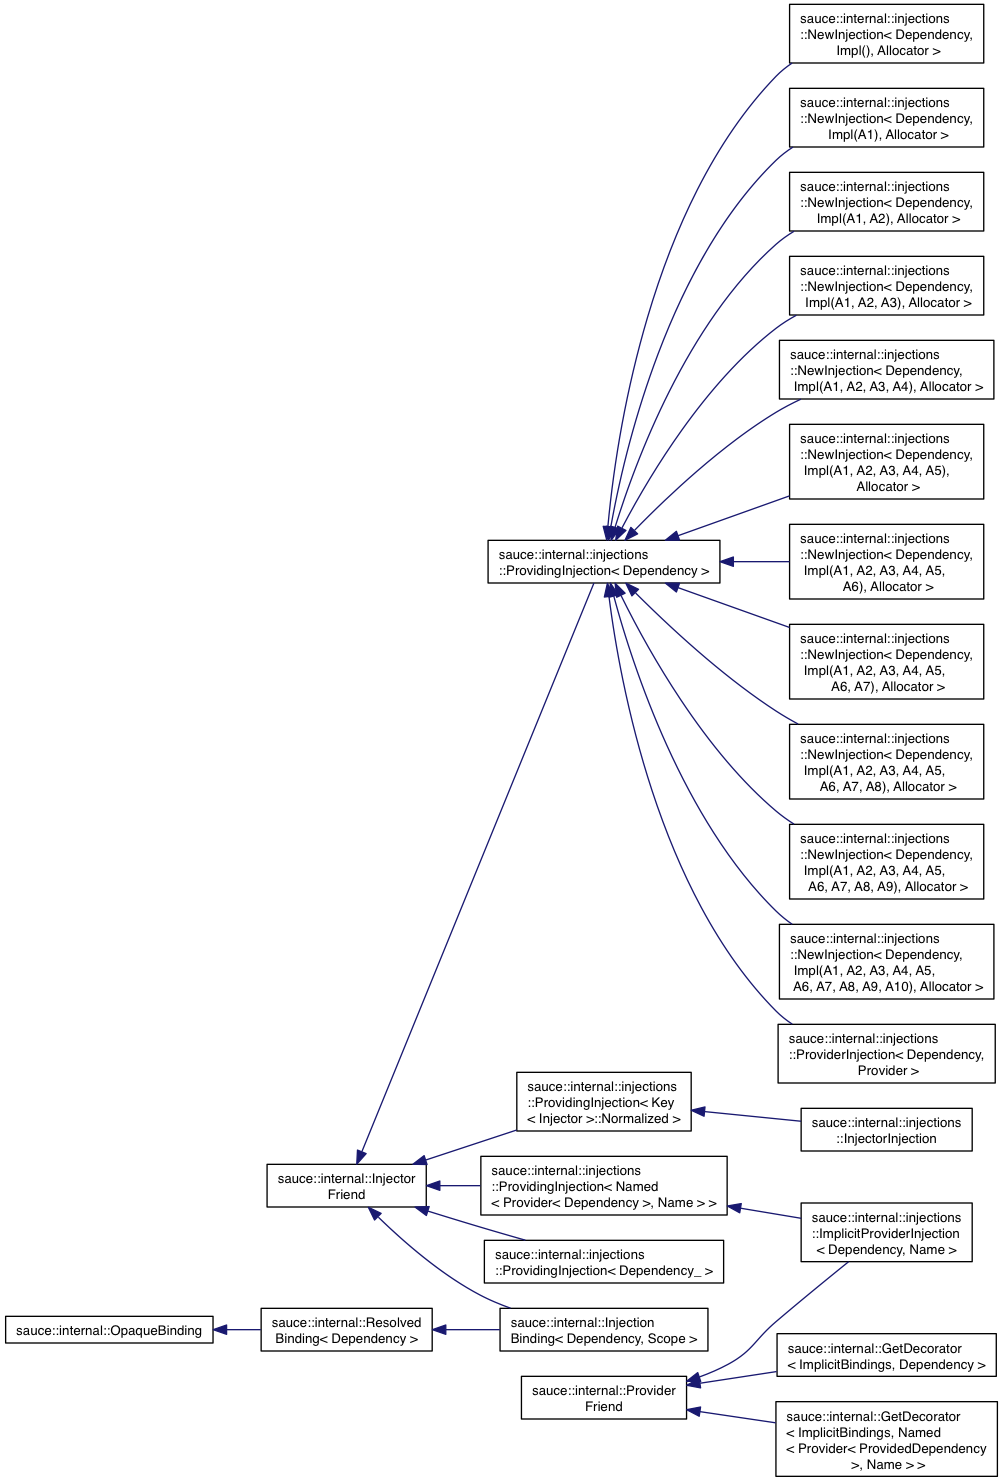 sauce::internal::injections
::NewInjection< Dependency,
Impl(), Allocator >
sauce::internal::injections
::NewInjection< Dependency,
Impl(A1), Allocator >
sauce::internal::injections
::NewInjection< Dependency,
Impl(A1, A2), Allocator >
sauce::internal::injections
::NewInjection< Dependency,
Impl(A1, A2, A3), Allocator >
sauce::internal::injections
::NewInjection< Dependency,
Impl(A1, A2, A3, A4), Allocator >
sauce::internal::injections
::NewInjection< Dependency,
Impl(A1, A2, A3, A4, A5),
Allocator >
sauce::internal::injections
::ProvidingInjection< Dependency >
sauce::internal::injections
::NewInjection< Dependency,
Impl(A1, A2, A3, A4, A5,
A6), Allocator >
sauce::internal::injections
::NewInjection< Dependency,
Impl(A1, A2, A3, A4, A5,
A6, A7), Allocator >
sauce::internal::injections
::NewInjection< Dependency,
Impl(A1, A2, A3, A4, A5,
A6, A7, A8), Allocator >
sauce::internal::injections
::NewInjection< Dependency,
Impl(A1, A2, A3, A4, A5,
A6, A7, A8, A9), Allocator >
sauce::internal::injections
::NewInjection< Dependency,
Impl(A1, A2, A3, A4, A5,
A6, A7, A8, A9, A10), Allocator >
sauce::internal::injections
::ProviderInjection< Dependency,
Provider >
sauce::internal::injections
::ProvidingInjection< Key
< Injector >::Normalized >
sauce::internal::injections
::InjectorInjection
sauce::internal::Injector
Friend
sauce::internal::injections
::ProvidingInjection< Named
< Provider< Dependency >, Name > >
sauce::internal::injections
::ImplicitProviderInjection
< Dependency, Name >
sauce::internal::injections
::ProvidingInjection< Dependency_ >
sauce::internal::OpaqueBinding
sauce::internal::Resolved
Binding< Dependency >
sauce::internal::Injection
Binding< Dependency, Scope >
sauce::internal::GetDecorator
< ImplicitBindings, Dependency >
sauce::internal::Provider
Friend
sauce::internal::GetDecorator
< ImplicitBindings, Named
< Provider< ProvidedDependency
>, Name > >